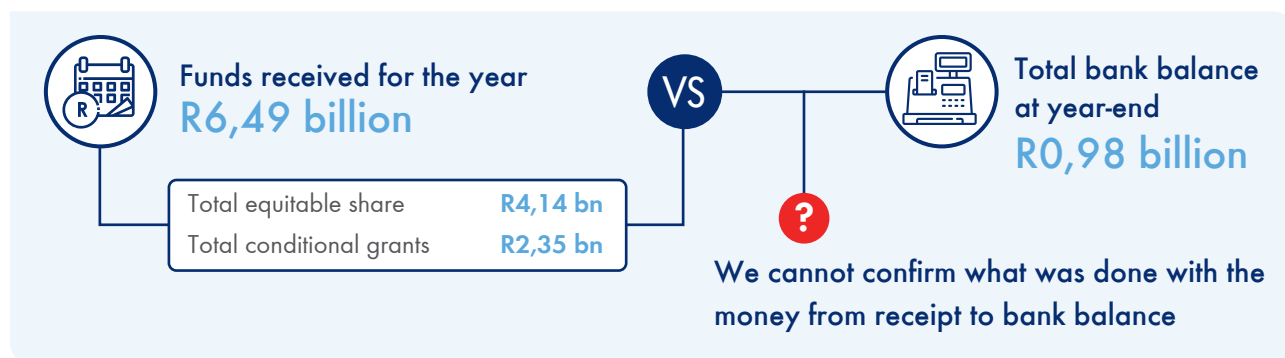 R
Funds received for the year
R6,49 billion
Total equitable share R4,14 bn
Total conditional grants R2,35 bn
VS
Total bank balance
at year-end
R0,98 billion
?
We cannot confirm what was done with the
money from receipt to bank balance